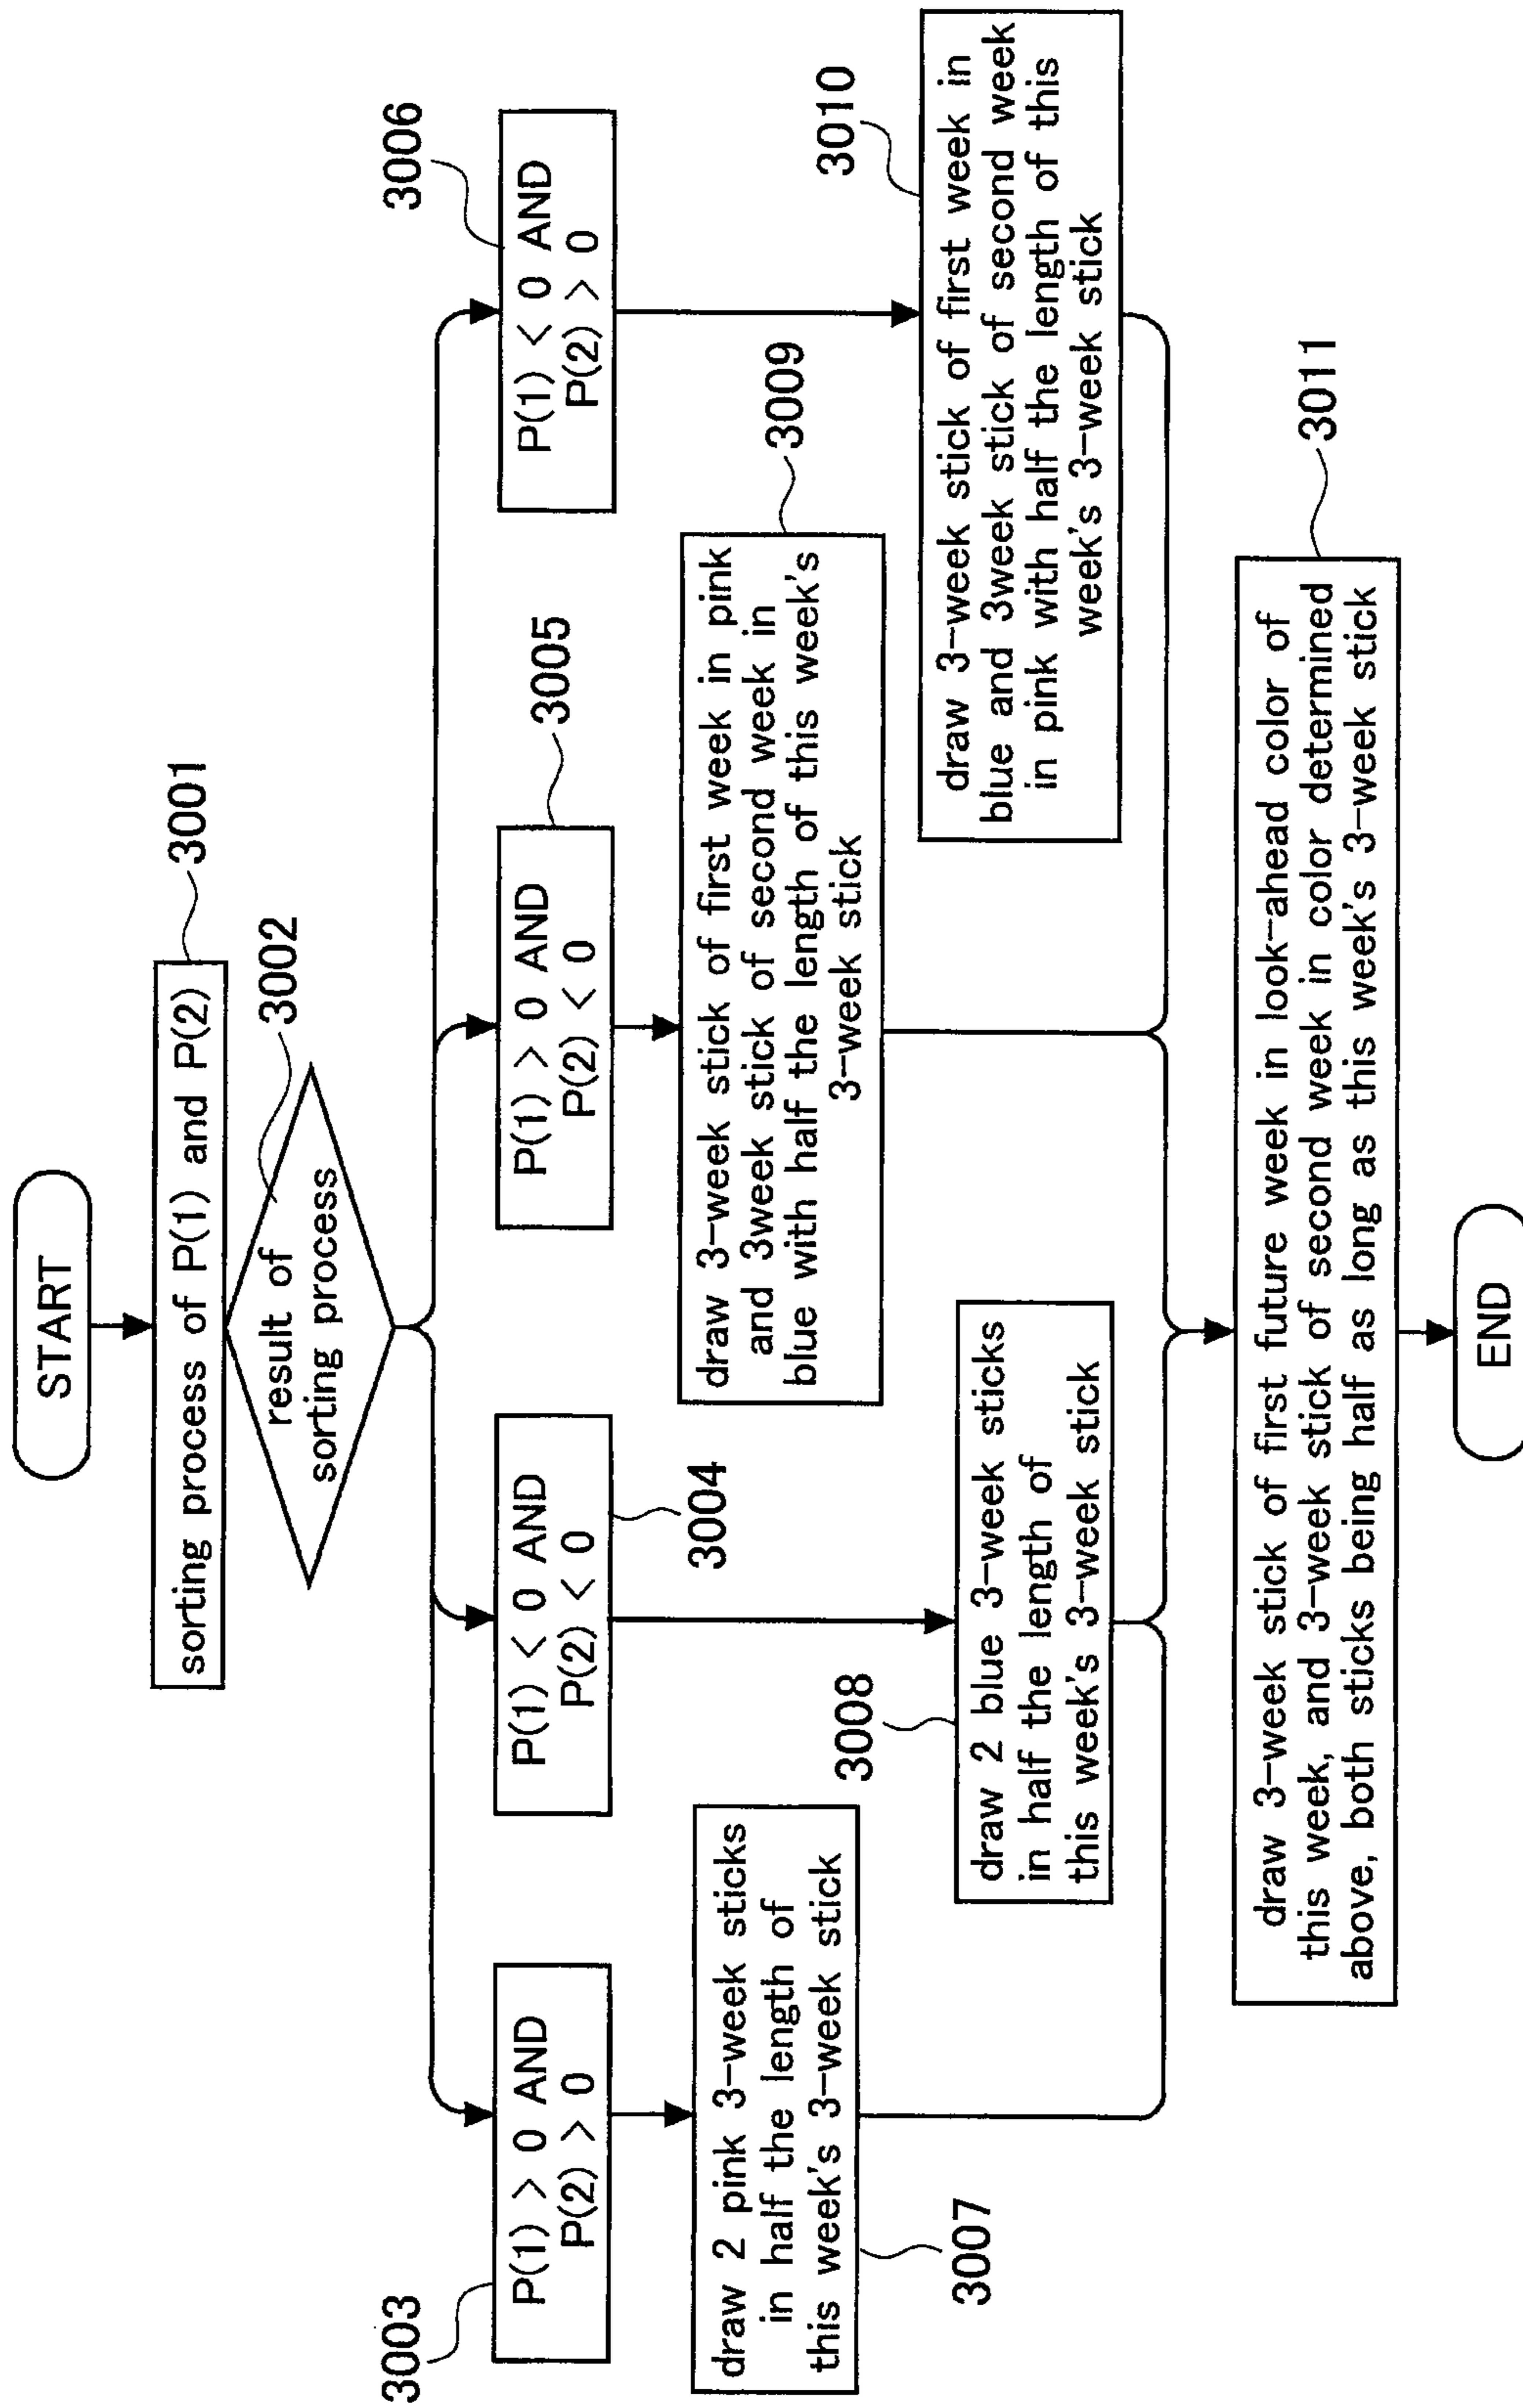 START
3001
sorting process of P(1) and P(2)
3002
result of
sorting process
3003
P(1) > 0 AND
P(2) > 0
P(1) < 0 AND
P(2) < 0
3004
P(1) > 0 AND
P(2) < 0
3005
P(1) < 0 AND
P(2) > 0
3006
draw 2 pink 3-week sticks
in half the length of
this week's 3-week stick
3007
3008
draw 2 blue 3-week sticks
in half the length of
this week's 3-week stick
draw 3-week stick of first week in pink
and 3week stick of second week in
blue with half the length of this week's
3-week stick
3009
3010
draw 3-week stick of first week in
blue and 3week stick of second week
in pink with half the length of this
week's 3-week stick
3011
draw 3-week stick of first future week in look-ahead color of
this week, and 3-week stick of second week in color determined
above, both sticks being half as long as this week's 3-week stick
END